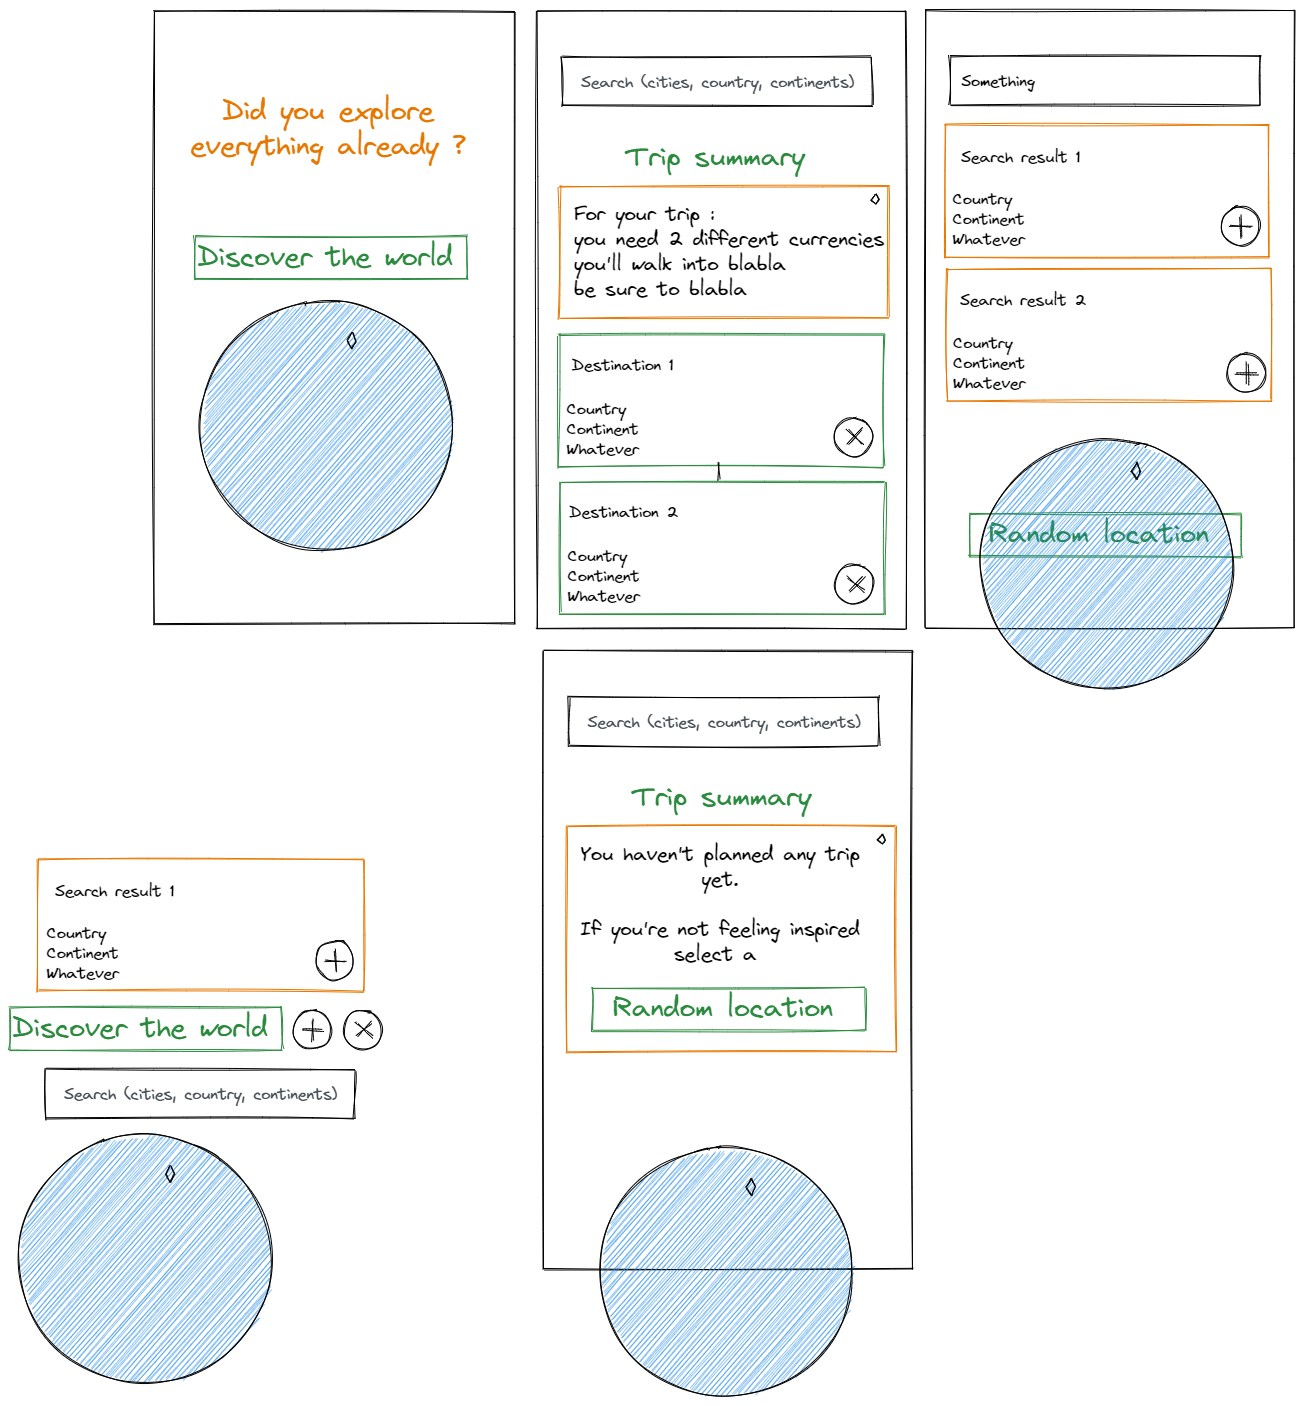 Did you explore
everything already ?
Discover the world
Search (cities, country, continents)
Trip summary
For your trip :
you need 2 different currencies
you'll walk into blabla
be sure to blabla
Destination 1
Country
Continent
Whatever
Destination 2
Country
Continent
Whatever
Something
Search result 1
Country
Continent
Whatever
Search result 2
Country
Continent
Whatever
Random location
Search result 1
Country
Continent
Whatever
Discover the world
Search (cities, country, continents)
Search (cities, country, continents)
Trip summary
You haven't planned any trip
yet.
If you're not feeling inspired
select a
Random location